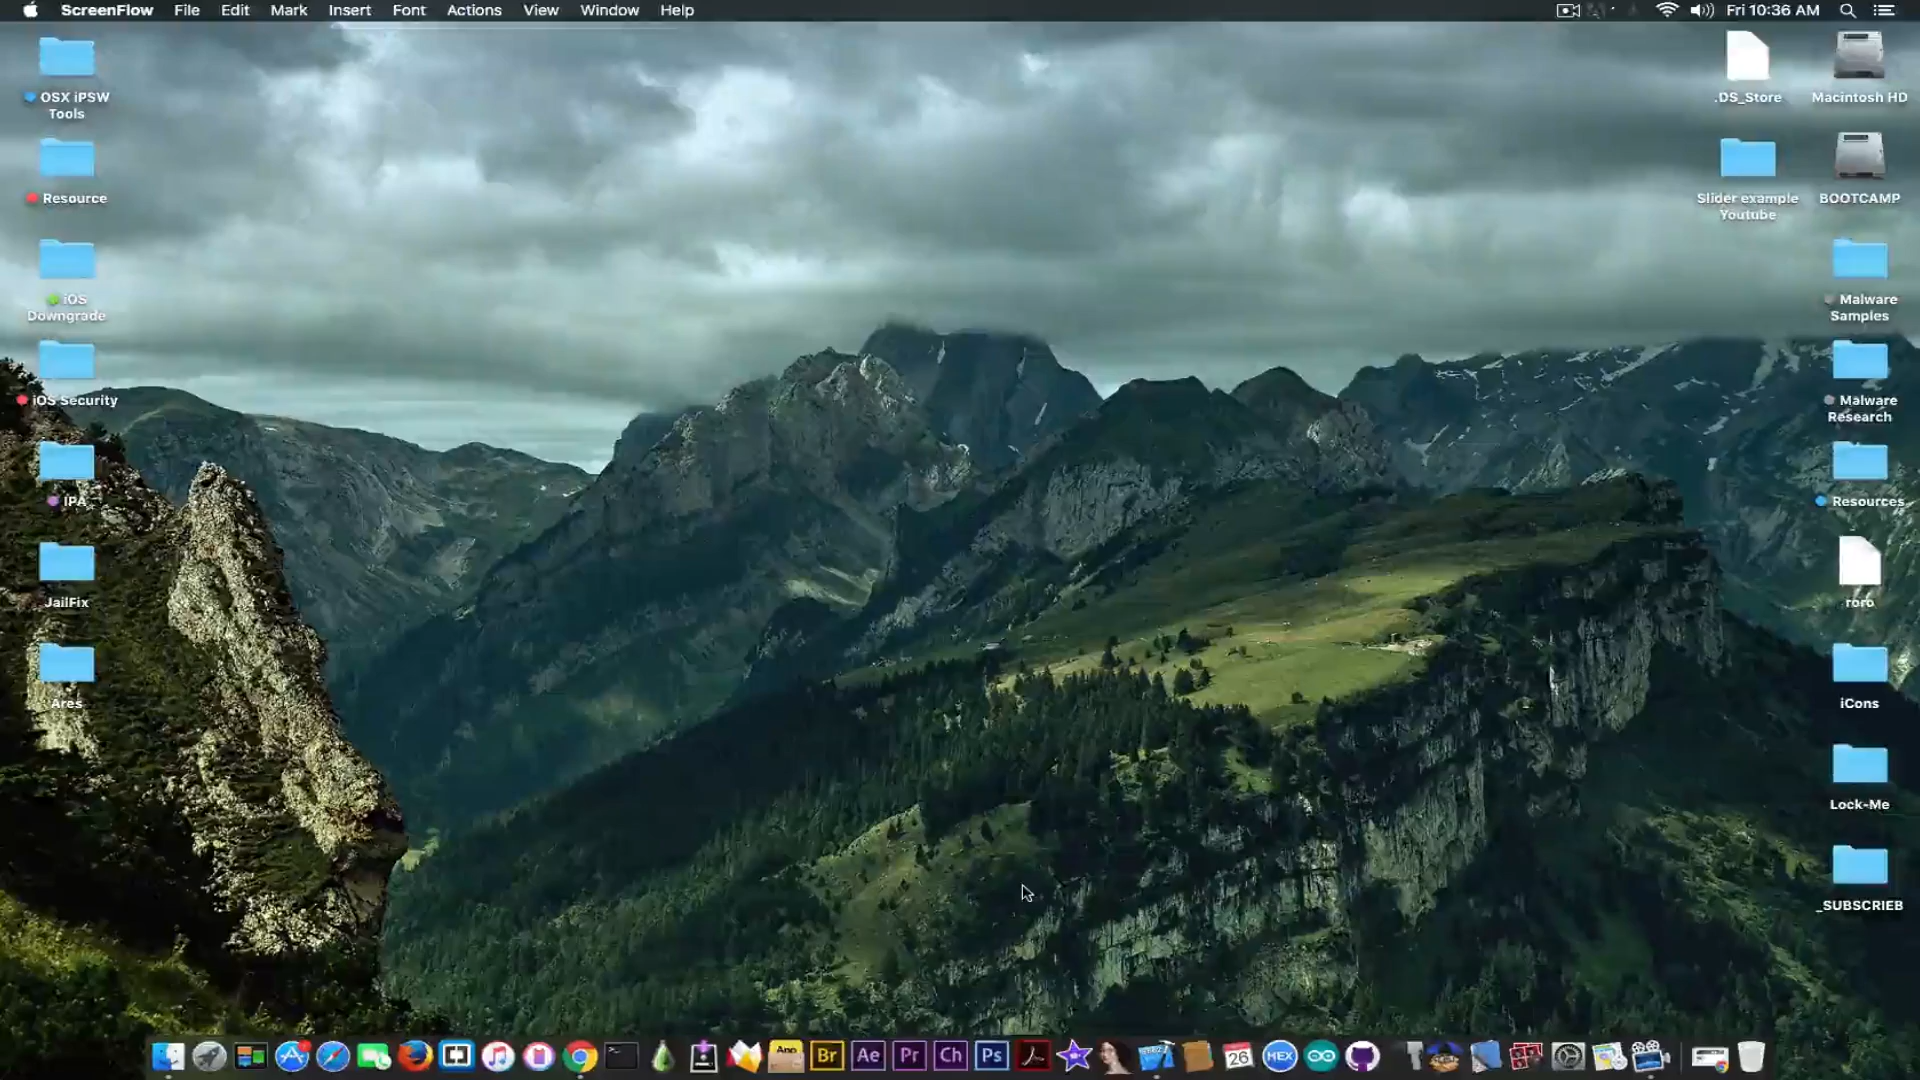 ScreenFlow File Edit Mark Insert Font Actions View Window Help
Fri 10:36 AM
OSX iPSW
Tools
Resource
iOS
Downgrade
iOS Security
IPA
JailFix
Ares
.DS_Store
Macintosh HD
Slider example
Youtube
BOOTCAMP
Malware
Samples
Malware
Research
Resources
roro
iCons
Lock-Me
_SUBSCRIEB
Br
Ae
Pr
Ch
Ps
26
HEX